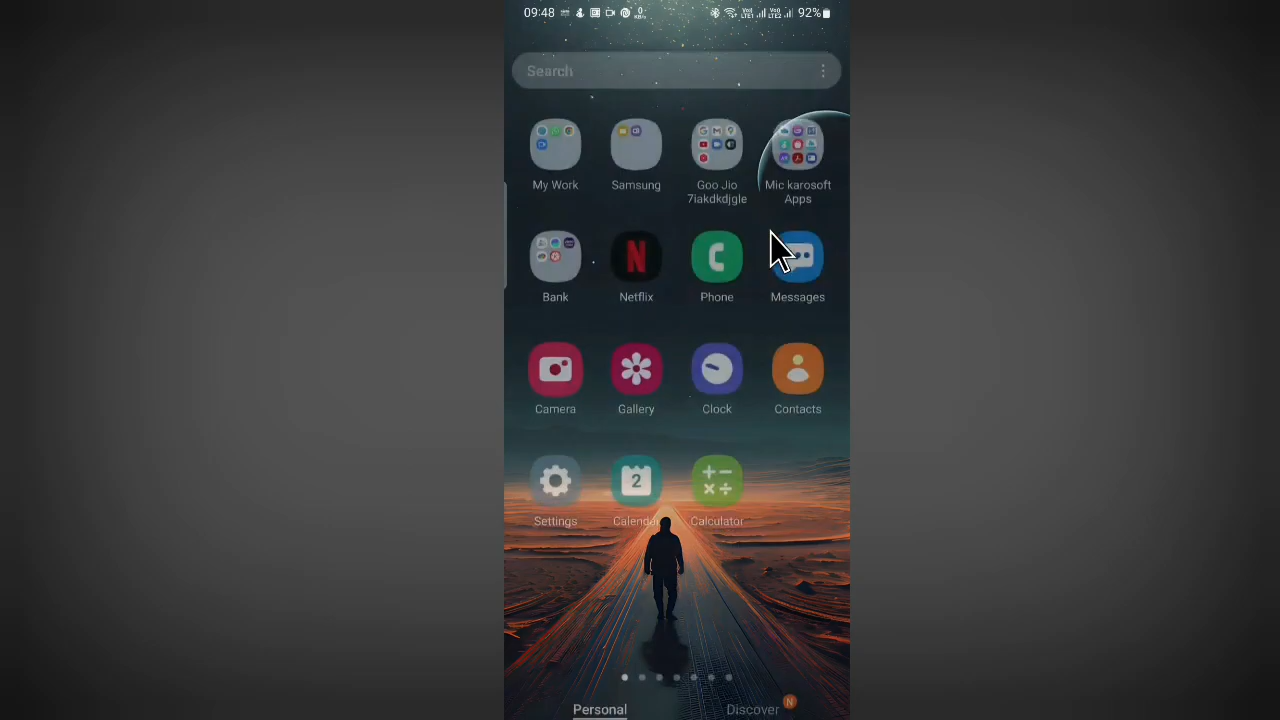 09:48 92%
Search
My Work Samsung Goo Jio Mic karosoft
7iakdkdjgle Apps
N
Bank Netflix Phone Messages
Camera Gallery Clock Contacts
2
Settings Calendar Calculator
N
Personal Discover